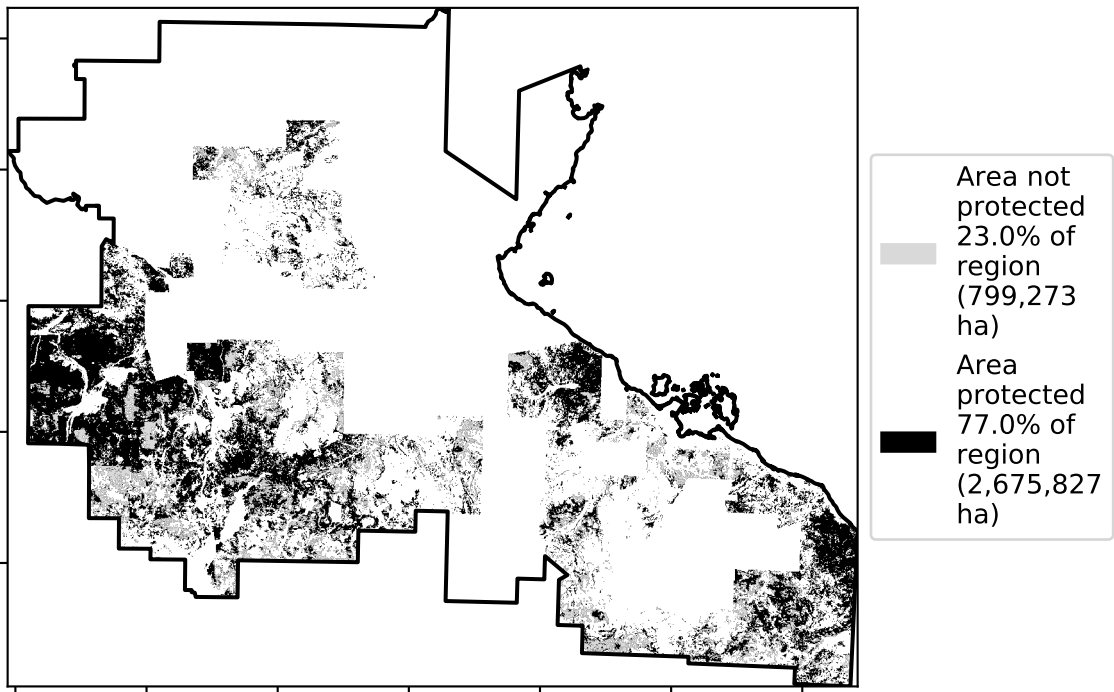 Area not
protected
23.0% of
region
(799,273
ha)
Area
protected
77.0% of
region
(2,675,827
ha)